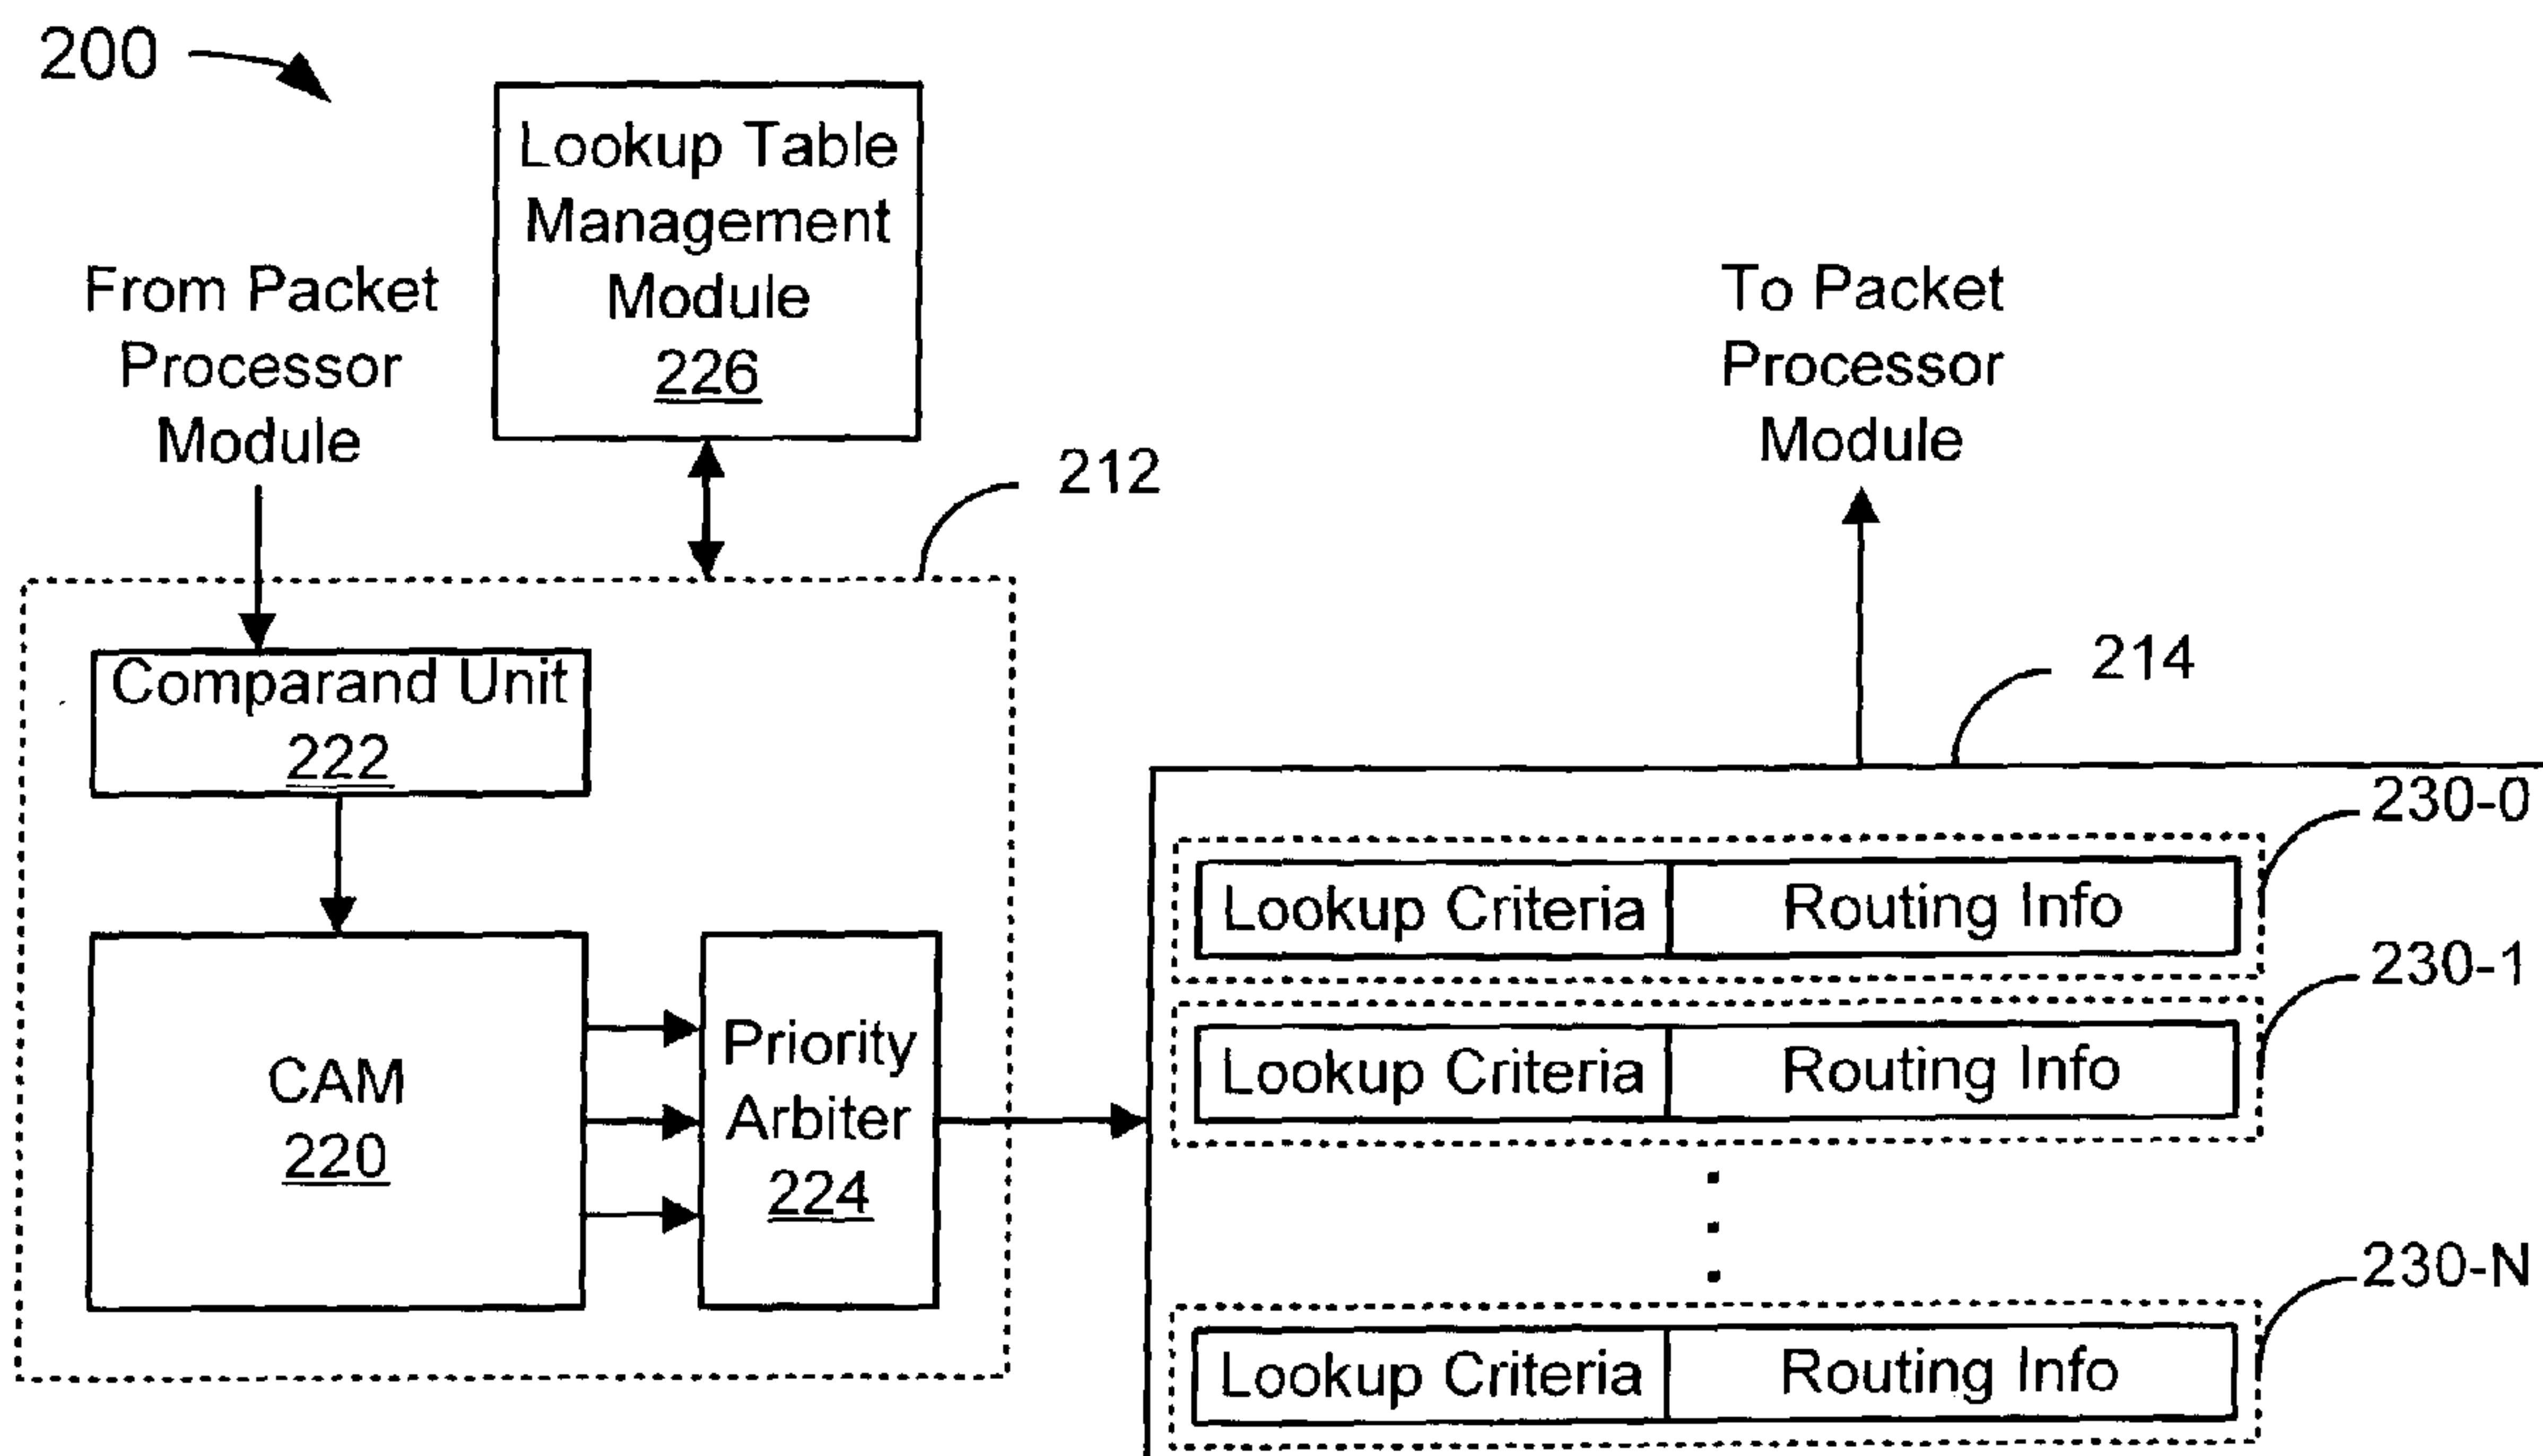 200
Lookup Table
Management
Module
226
From Packet
Processor
Module
To Packet
Processor
Module
212
Comparand Unit
222
214
230-0
Lookup Criteria
Routing Info
230-1
Lookup Criteria
Routing Info
CAM
220
Priority
Arbiter
224
230-N
Lookup Criteria
Routing Info